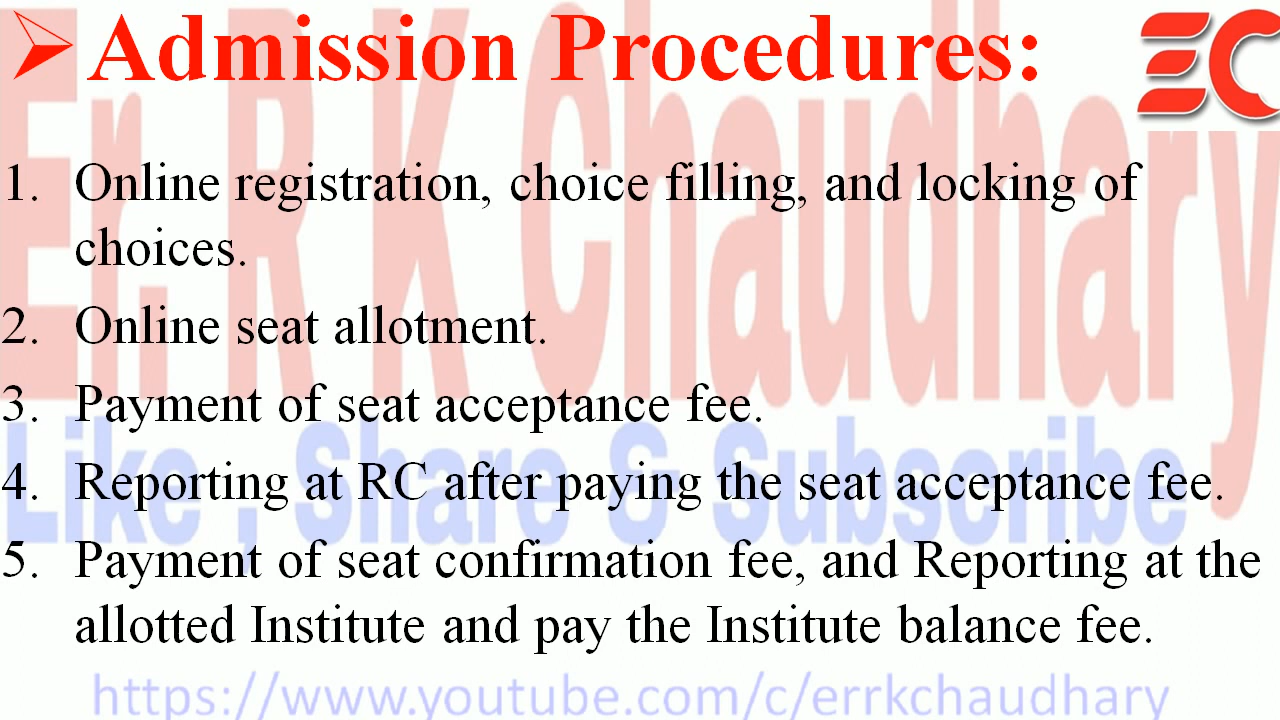 ➢Admission Procedures:
EC
1. Online registration, choice filling, and locking of
choices.
2. Online seat allotment.
3. Payment of seat acceptance fee.
4. Reporting at RC after paying the seat acceptance fee.
5. Payment of seat confirmation fee, and Reporting at the
allotted Institute and pay the Institute balance fee.
Er. R K Chaudhary
Like , Share & Subscribe
https://www.youtube.com/c/errkchaudhary